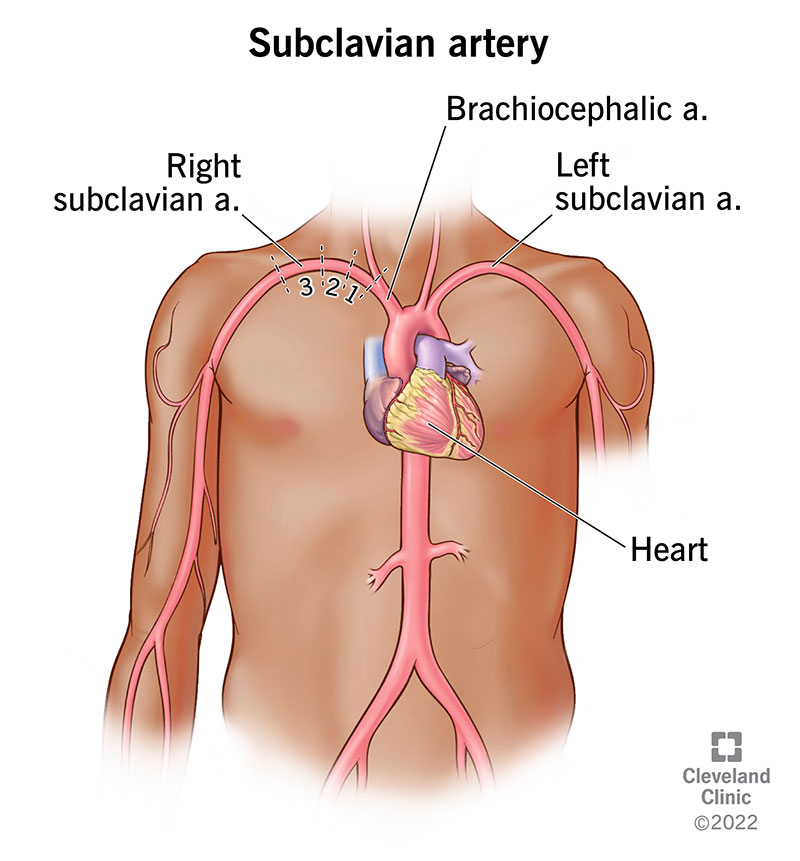 Subclavian artery
Brachiocephalic a.
Right
subclavian a.
Left
subclavian a.
3 2 1
Heart
Cleveland
Clinic
©2022